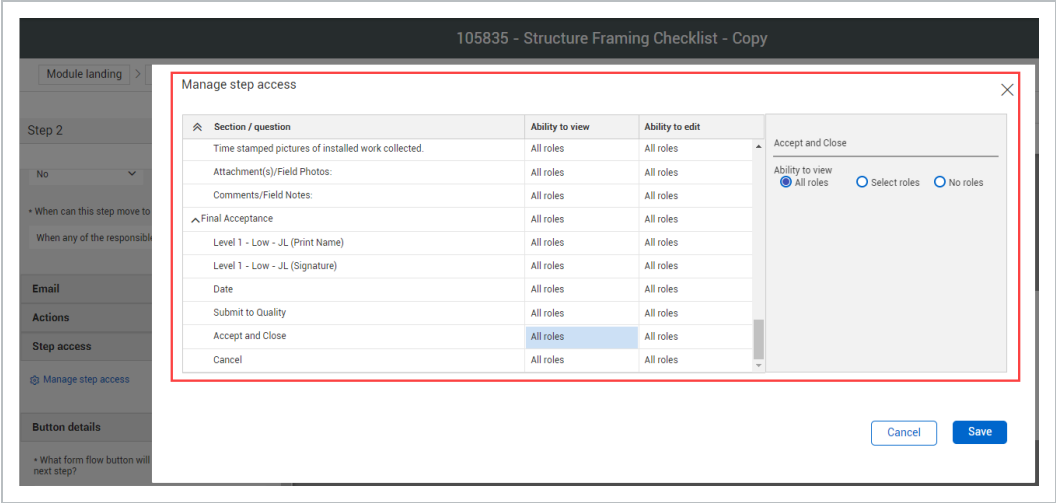 105835 - Structure Framing Checklist - Copy
Module landing
Step 2
No
• When can this step move to
When any of the responsible
Email
Actions
Step access
Manage step access
Button details
• What form flow button will
next step?
Manage step access
Section / question Ability to view Ability to edit
Time stamped pictures of installed work collected. All roles All roles
Attachment(s)/Field Photos: All roles All roles
Comments/Field Notes: All roles All roles
Final Acceptance All roles All roles
Level 1 - Low - JL (Print Name) All roles All roles
Level 1 - Low - JL (Signature) All roles All roles
Date All roles All roles
Submit to Quality All roles All roles
Accept and Close All roles All roles
Cancel All roles All roles
Accept and Close
Ability to view
All roles Select roles No roles
Cancel Save